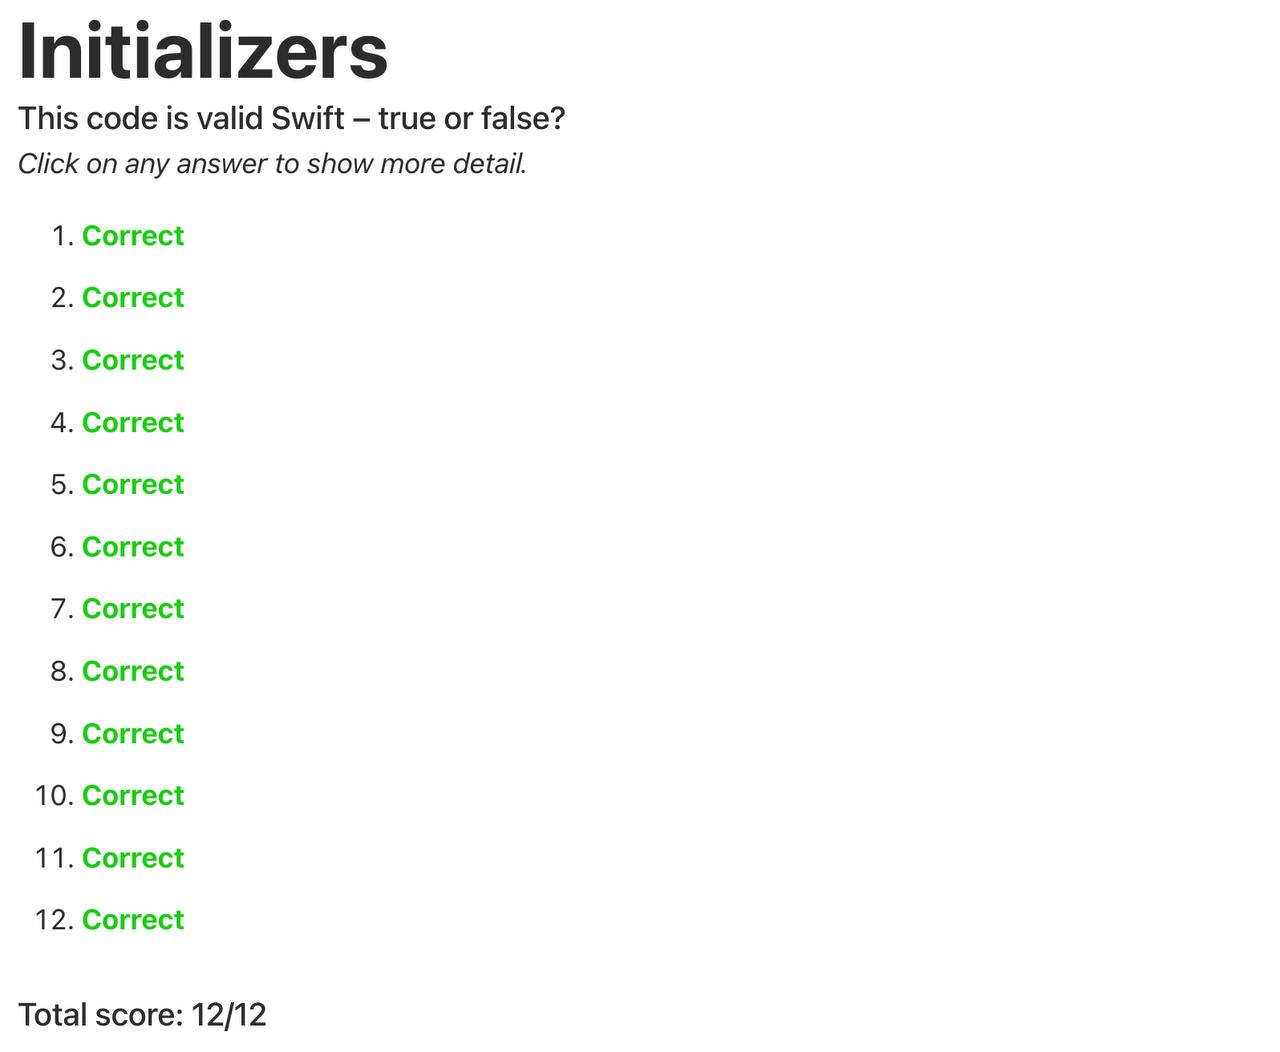 Initializers
This code is valid Swift – true or false?
Click on any answer to show more detail.
1. Correct
2. Correct
3. Correct
4. Correct
5. Correct
6. Correct
7. Correct
8. Correct
9. Correct
10. Correct
11. Correct
12. Correct
Total score: 12/12